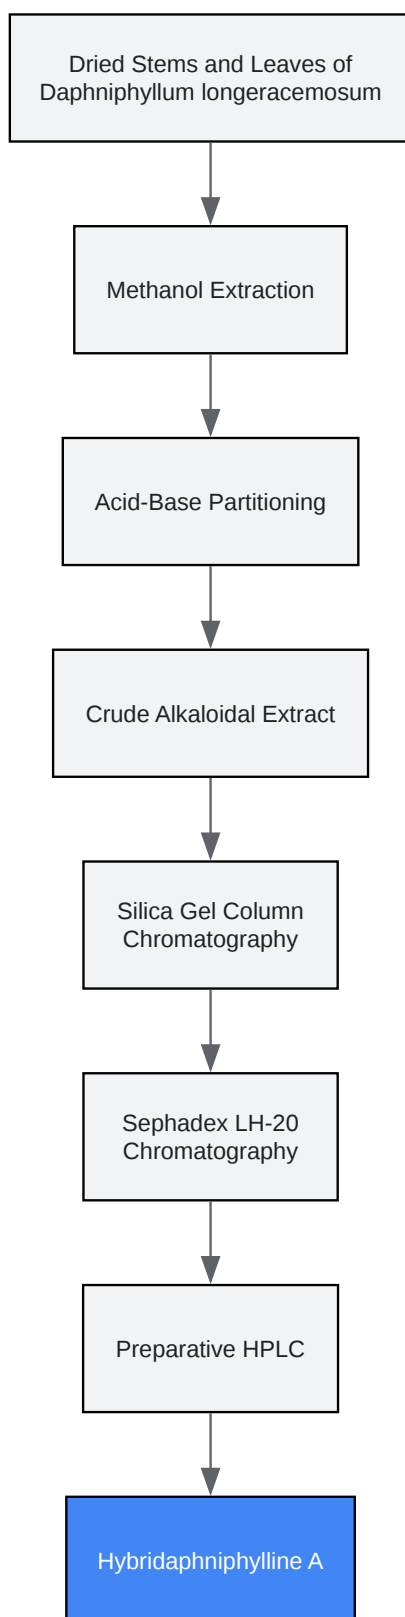 Dried Stems and Leaves of
Daphniphyllum longeracemosum
Methanol Extraction
Acid-Base Partitioning
Crude Alkaloidal Extract
Silica Gel Column
Chromatography
Sephadex LH-20
Chromatography
Preparative HPLC
Hybridaphniphylline A